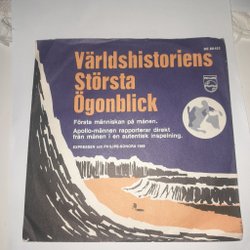 PHILIPS
Världshistoriens
Största
Ögonblick
Första människan på månen.
Apollo-männen rapporterar direkt
från månen i en autentisk inspelning.
EXPRESSEN och PHILIPS-SONORA 1969